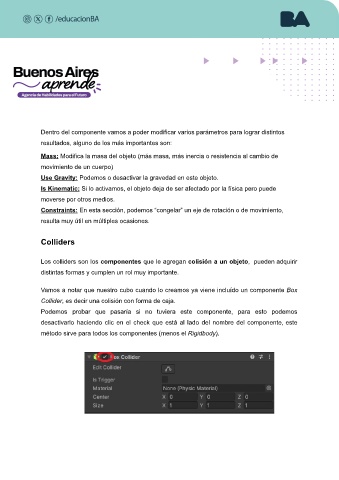 /educacionBA
BA
Buenos Aires
aprende
Agencia de Habilidades para el Futuro
Dentro del componente vamos a poder modificar varios parámetros para lograr distintos
resultados, alguno de los más importantes son:
Mass: Modifica la masa del objeto (más masa, más inercia o resistencia al cambio de
movimiento de un cuerpo)
Use Gravity: Podemos o desactivar la gravedad en este objeto.
Is Kinematic: Si lo activamos, el objeto deja de ser afectado por la física pero puede
moverse por otros medios.
Constraints: En esta sección, podemos "congelar" un eje de rotación o de movimiento,
resulta muy útil en múltiples ocasiones.
Colliders
Los colliders son los componentes que le agregan colisión a un objeto, pueden adquirir
distintas formas y cumplen un rol muy importante.
Vamos a notar que nuestro cubo cuando lo creamos ya viene incluido un componente Box
Collider, es decir una colisión con forma de caja.
Podemos probar que pasaría si no tuviera este componente, para esto podemos
desactivarlo haciendo clic en el check que está al lado del nombre del componente, este
método sirve para todos los componentes (menos el Rigidbody).
Box Collider
Edit Collider
Is Trigger
Material None (Physic Material)
Center X 0 Y 0 Z 0
Size X 1 Y 1 Z 1